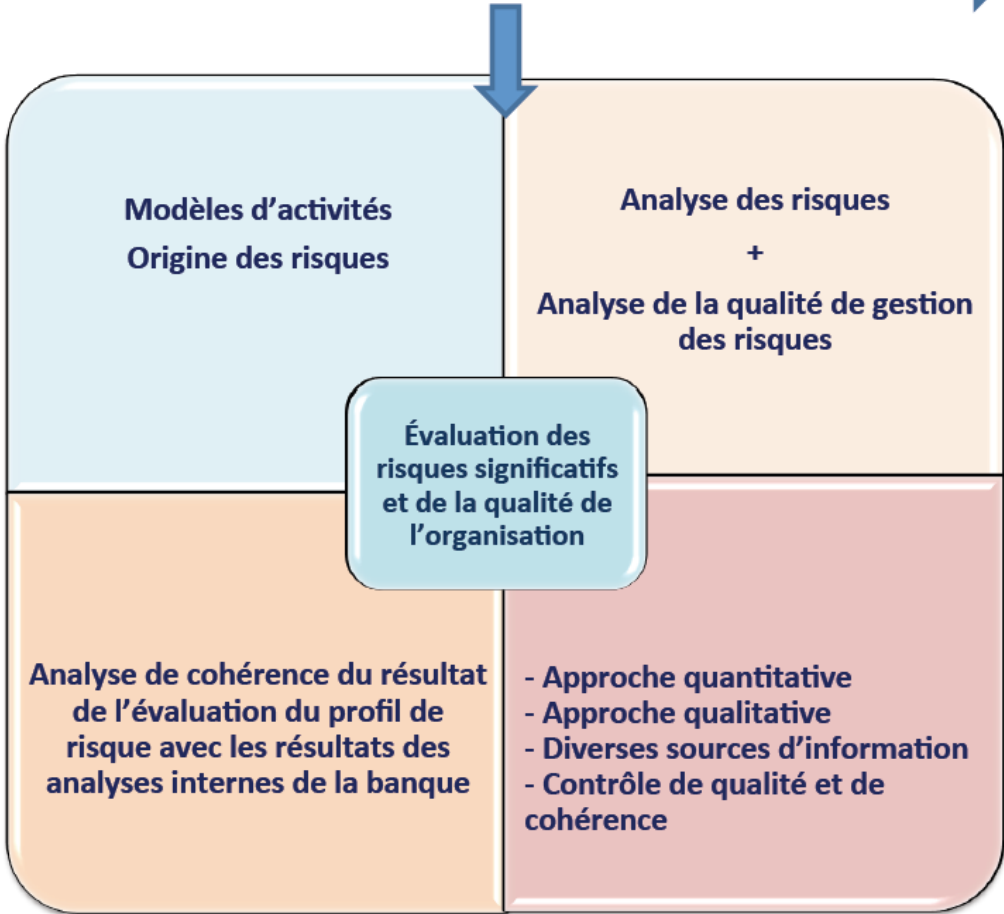 Modèles d'activités
Origine des risques
Analyse des risques
+
Analyse de la qualité de gestion
des risques
Évaluation des
risques significatifs
et de la qualité de
l'organisation
Analyse de cohérence du résultat
de l'évaluation du profil de
risque avec les résultats des
analyses internes de la banque
- Approche quantitative
- Approche qualitative
- Diverses sources d'information
- Contrôle de qualité et de
cohérence